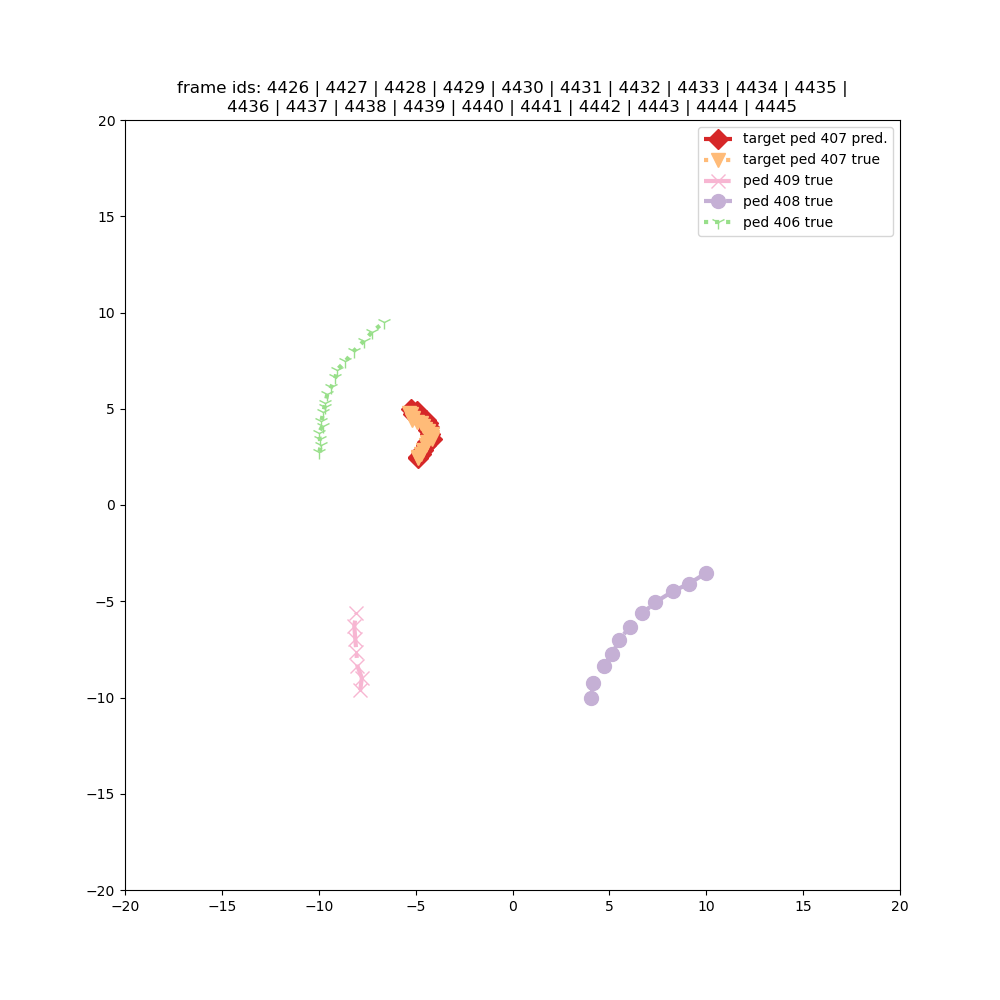 frame ids: 4426 | 4427 | 4428 | 4429 | 4430 | 4431 | 4432 | 4433 | 4434 | 4435 |
4436 | 4437 | 4438 | 4439 | 4440 | 4441 | 4442 | 4443 | 4444 | 4445
target ped 407 pred.
target ped 407 true
ped 409 true
ped 408 true
ped 406 true
20
15
10
5
0
−5
−10
−15
−20
−20 −15 −10 −5 0 5 10 15 20